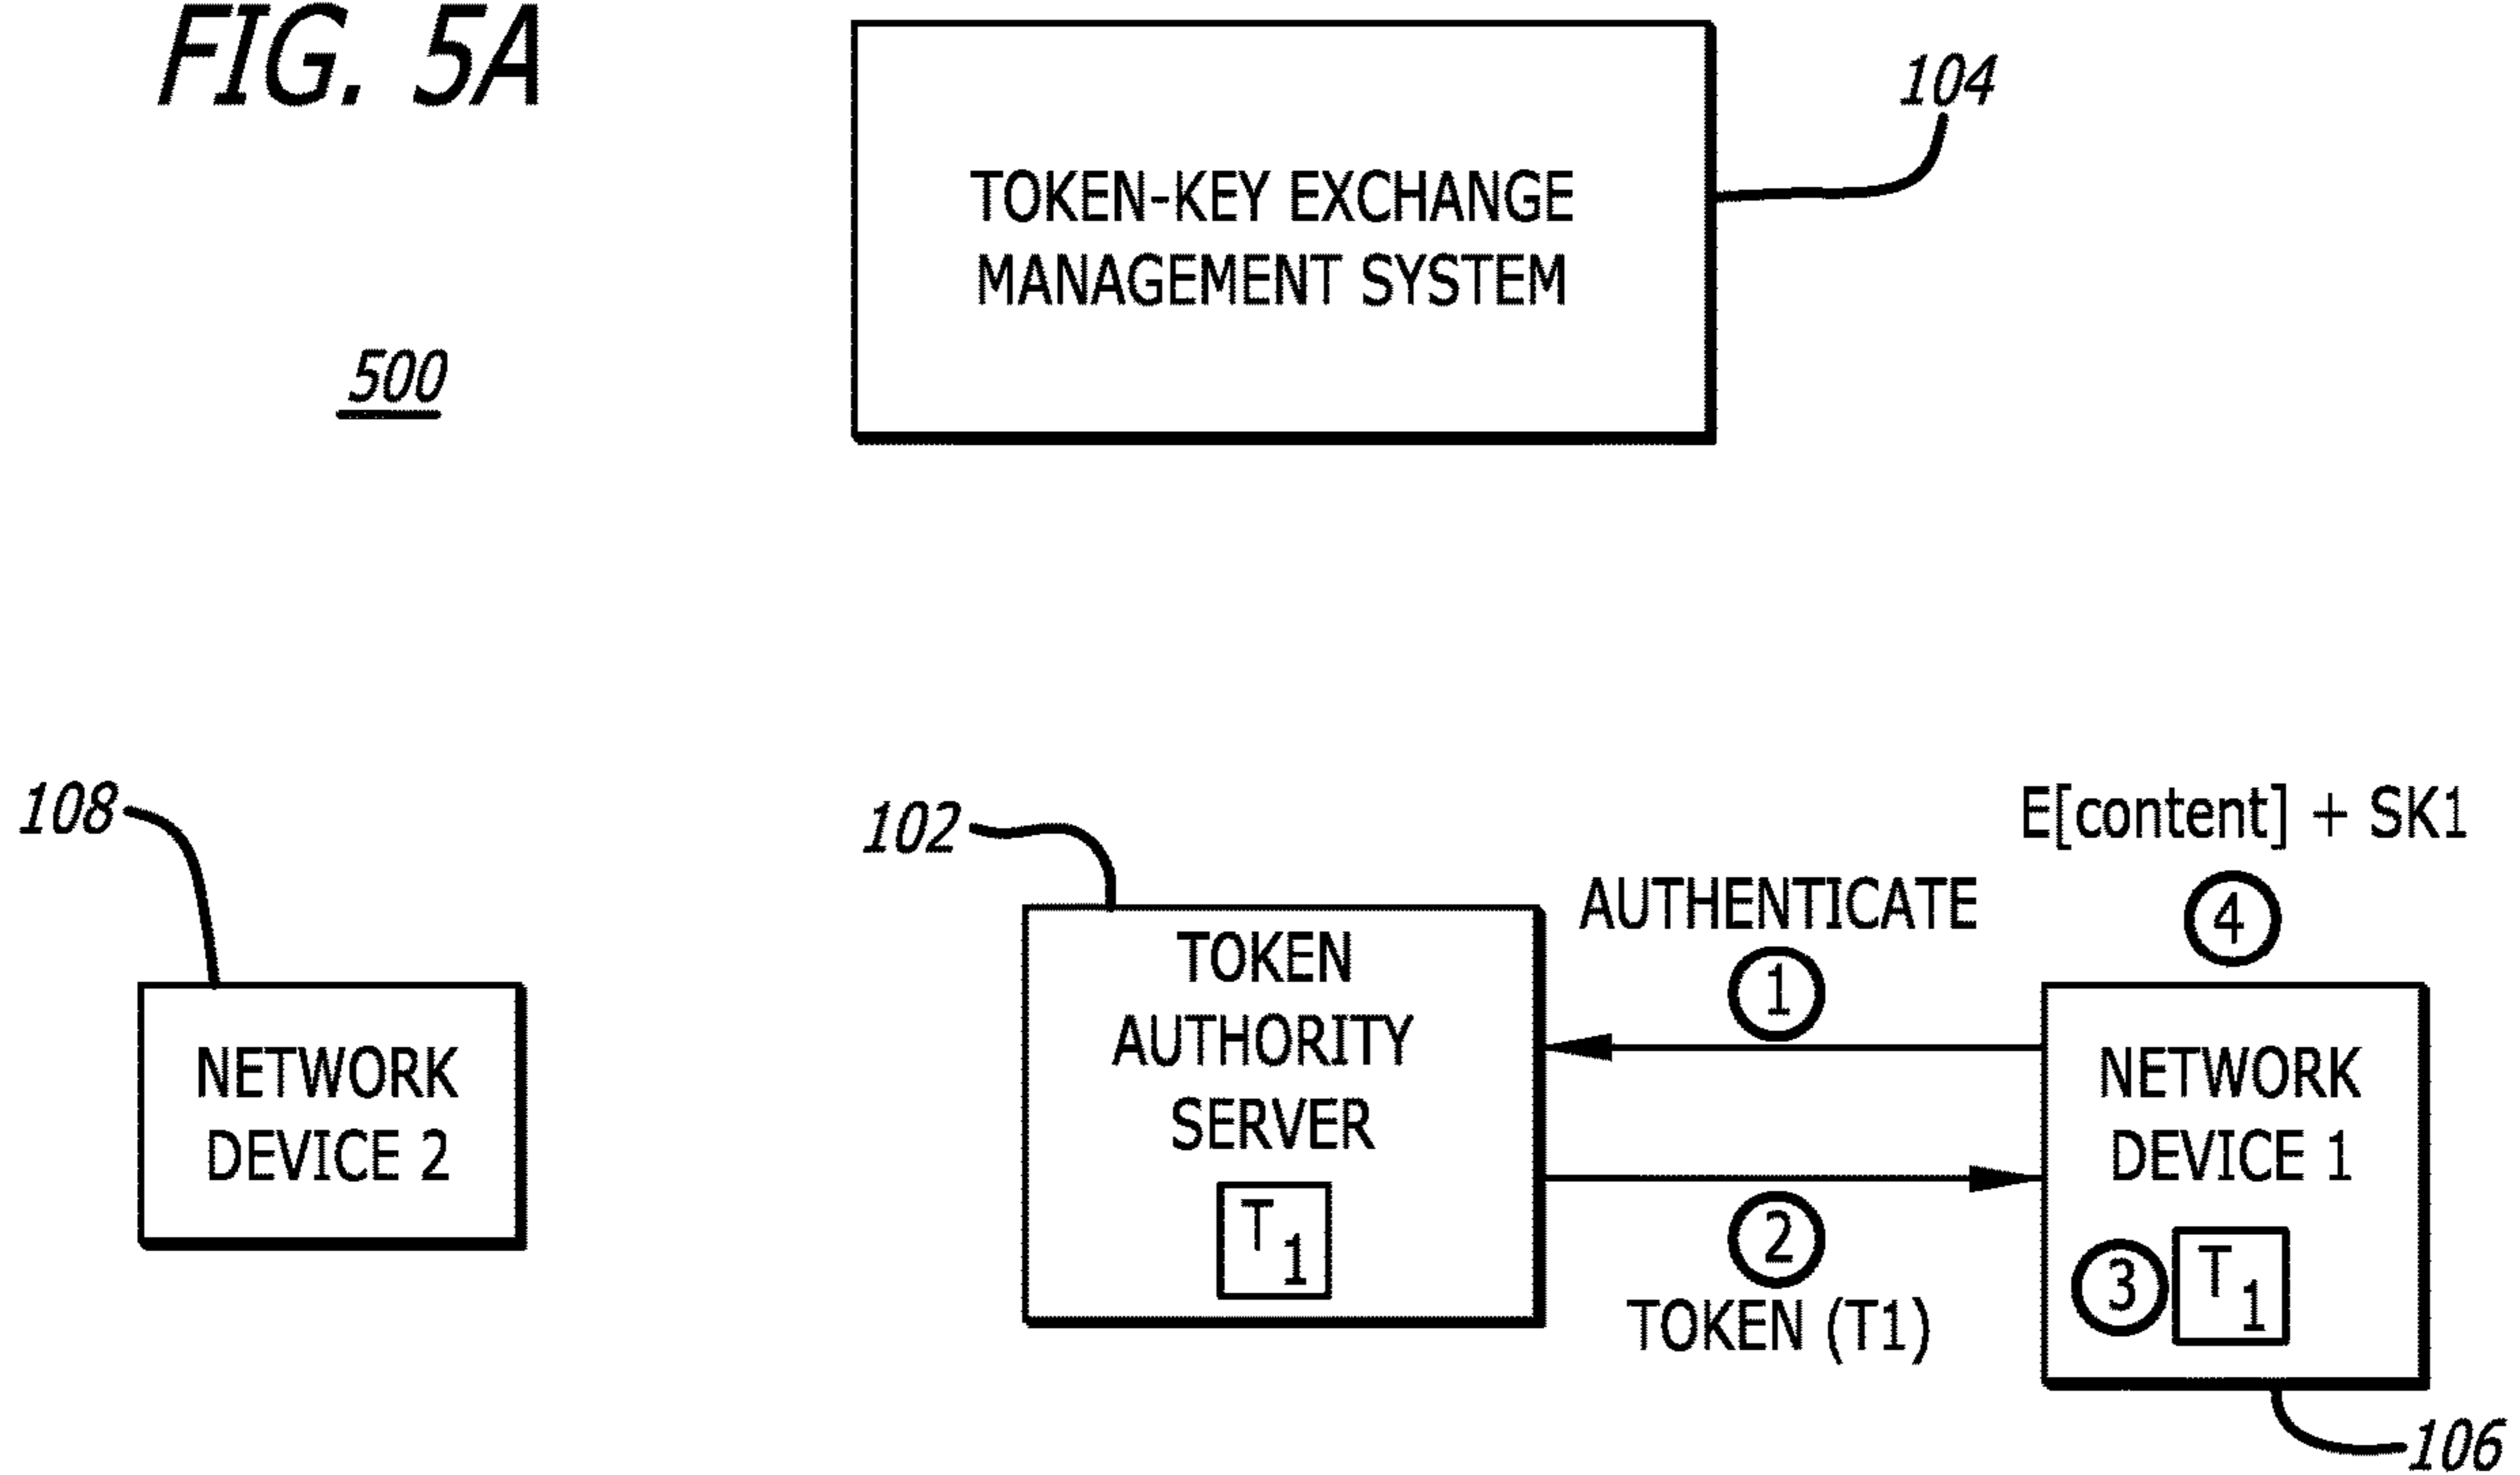 FIG. 5A
104
TOKEN-KEY EXCHANGE
MANAGEMENT SYSTEM
500
108
102
E[content] + SK1
AUTHENTICATE
4
1
TOKEN
AUTHORITY
SERVER
T1
NETWORK
DEVICE 2
NETWORK
DEVICE 1
2
TOKEN (T1)
3
T1
106